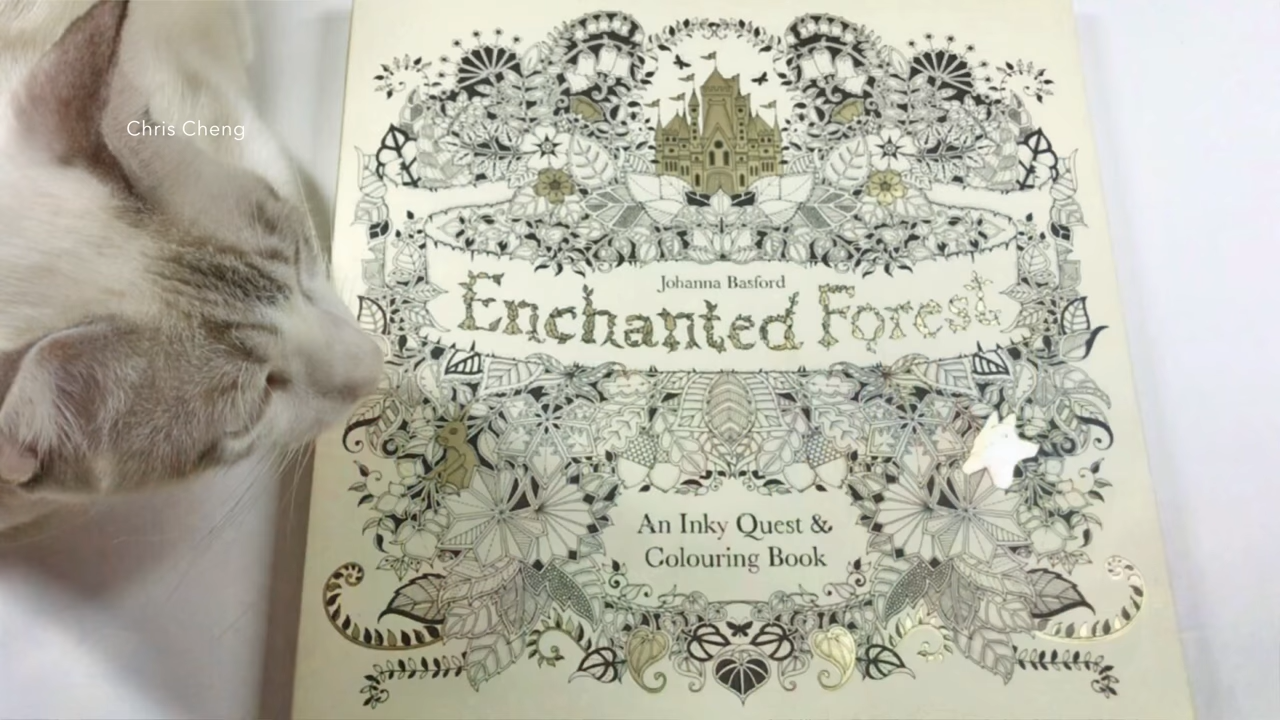 Chris Cheng
Johanna Basford
Enchanted Forest
An Inky Quest &
Colouring Book